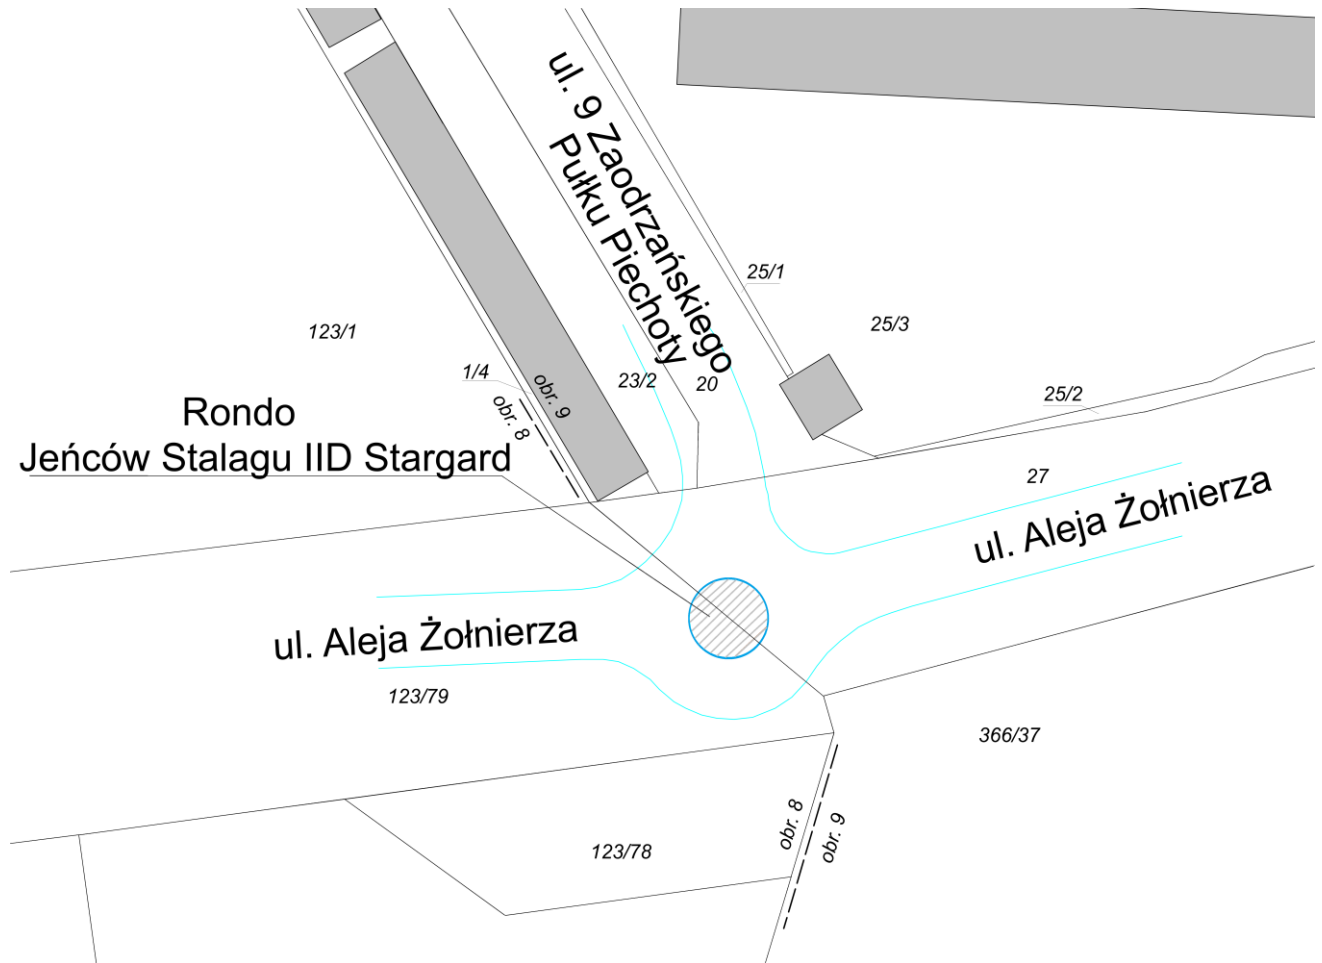 ul. 9 Zaodrzańskiego
Pułku Piechoty
25/1
123/1
25/3
1/4
obr. 9
23/2
20
25/2
obr. 8
Rondo
Jeńców Stalagu IID Stargard
27
ul. Aleja Żołnierza
ul. Aleja Żołnierza
123/79
366/37
obr. 8
obr. 9
123/78